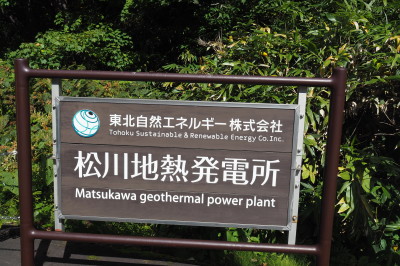 東北自然エネルギー株式会社
Tohoku Sustainable & Renewable Energy Co.Inc.
松川地熱発電所
Matsukawa geothermal power plant